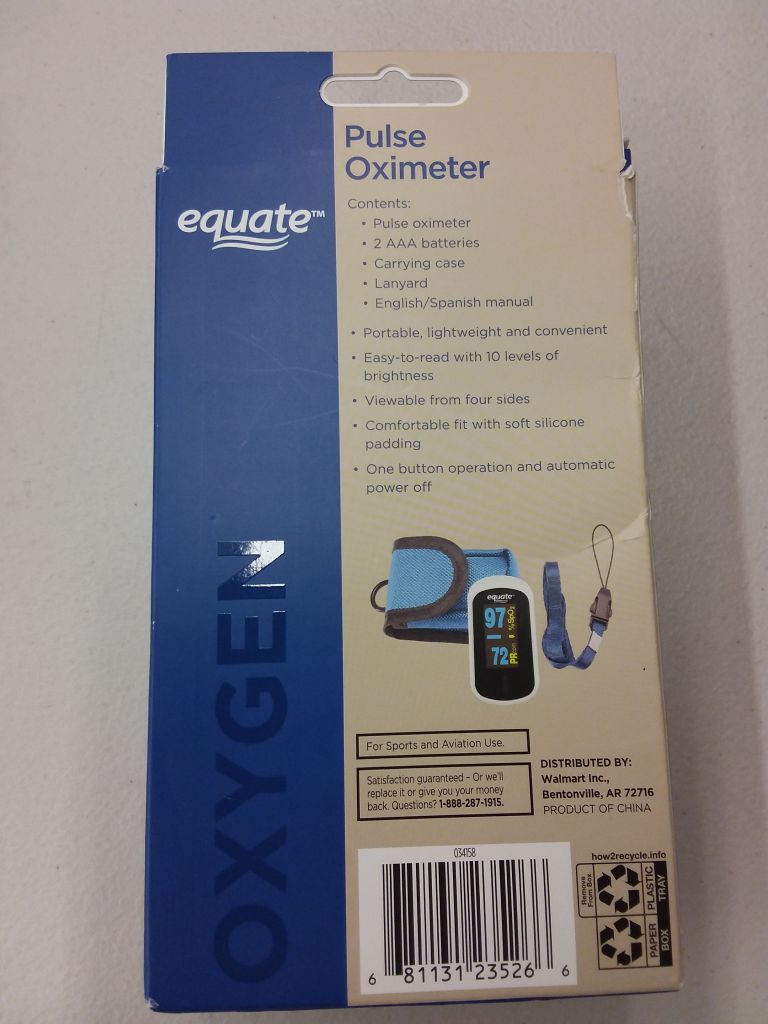 Pulse
Oximeter
equate™
Contents:
• Pulse oximeter
• 2 AAA batteries
• Carrying case
• Lanyard
• English/Spanish manual
• Portable, lightweight and convenient
• Easy-to-read with 10 levels of
brightness
• Viewable from four sides
• Comfortable fit with soft silicone
padding
• One button operation and automatic
power off
OXYGEN
equate
97
%SpO₂
72
PR
For Sports and Aviation Use.
Satisfaction guaranteed – Or we'll
replace it or give you your money
back. Questions? 1-888-287-1915.
DISTRIBUTED BY:
Walmart Inc.,
Bentonville, AR 72716
PRODUCT OF CHINA
034158
6 81131 23526 6
how2recycle.info
Remove
From Box
PLASTIC
TRAY
PAPER
BOX